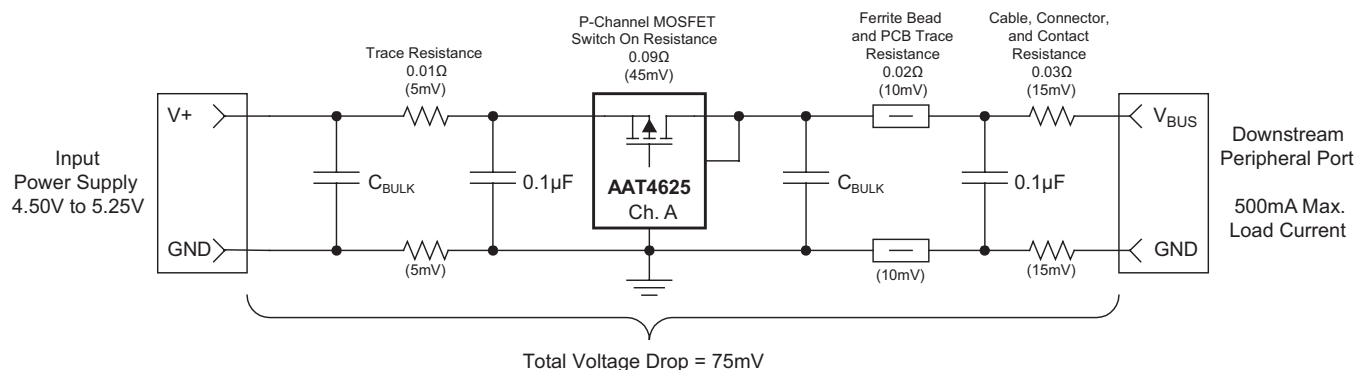 P-Channel MOSFET
Switch On Resistance
0.09Ω
(45mV)
Trace Resistance
0.01Ω
(5mV)
Ferrite Bead
and PCB Trace
Resistance
0.02Ω
(10mV)
Cable, Connector,
and Contact
Resistance
0.03Ω
(15mV)
Input
Power Supply
4.50V to 5.25V
V+
GND
C_BULK
(5mV)
0.1μF
AAT4625
Ch. A
C_BULK
(10mV)
0.1μF
(15mV)
V_BUS
GND
Downstream
Peripheral Port
500mA Max.
Load Current
Total Voltage Drop = 75mV